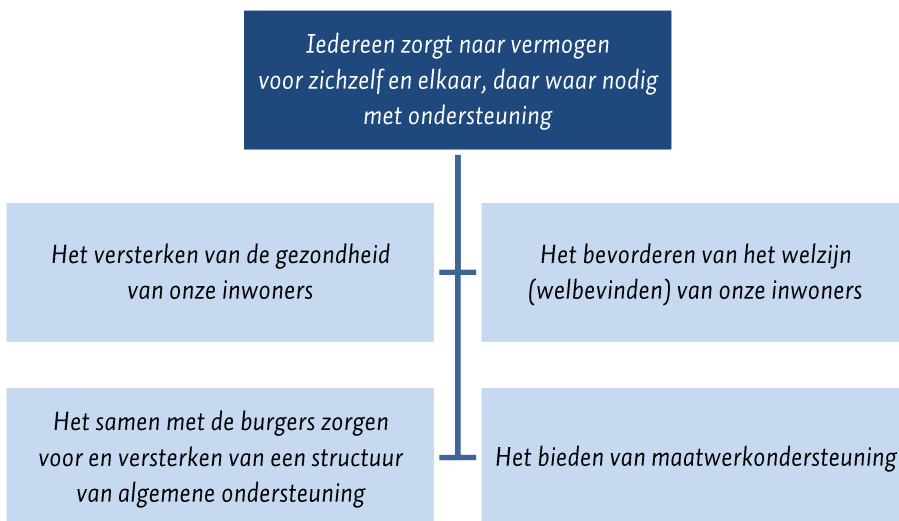 Iedereen zorgt naar vermogen
voor zichzelf en elkaar, daar waar nodig
met ondersteuning
Het versterken van de gezondheid
van onze inwoners
Het bevorderen van het welzijn
(welbevinden) van onze inwoners
Het samen met de burgers zorgen
voor en versterken van een structuur
van algemene ondersteuning
Het bieden van maatwerkondersteuning